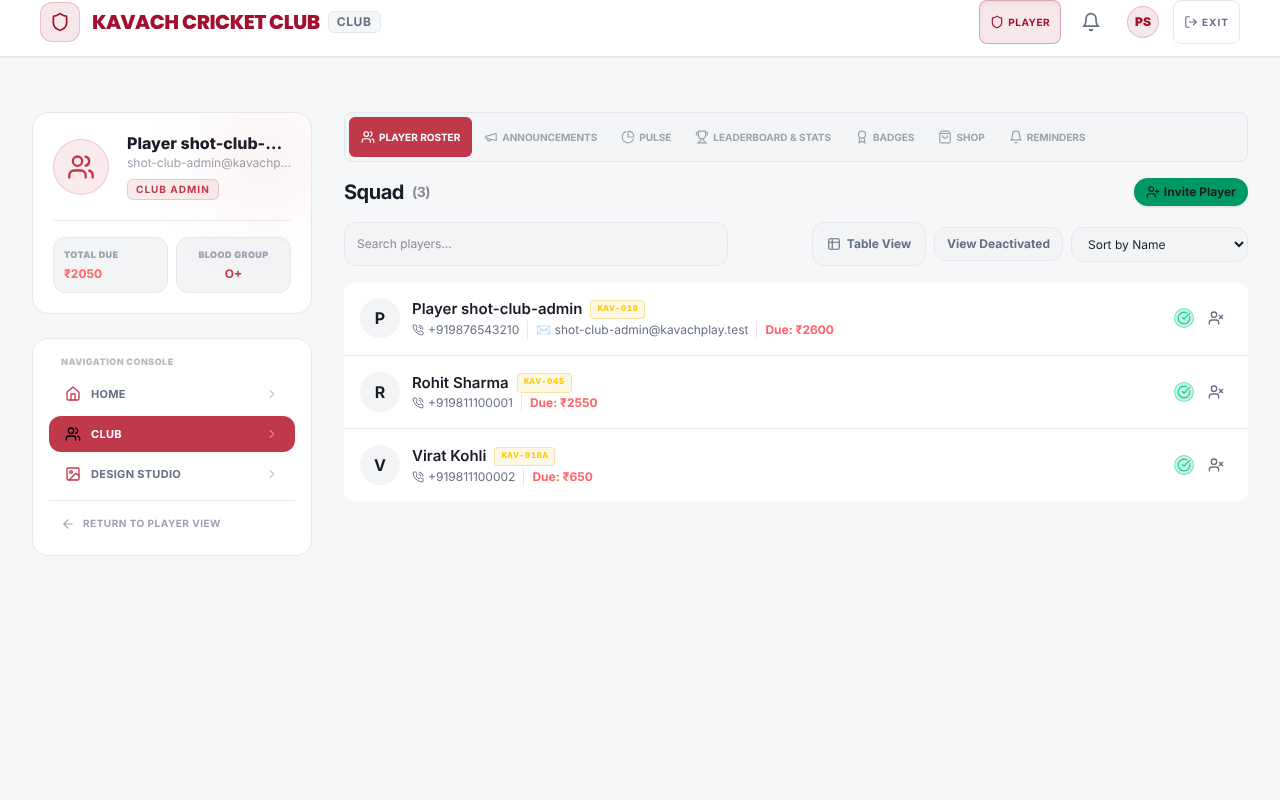 KAVACH CRICKET CLUB CLUB
PLAYER
PS
EXIT
Player shot-club-...
shot-club-admin@kavachp...
CLUB ADMIN
TOTAL DUE
₹2050
BLOOD GROUP
O+
NAVIGATION CONSOLE
HOME
CLUB
DESIGN STUDIO
RETURN TO PLAYER VIEW
PLAYER ROSTER ANNOUNCEMENTS PULSE LEADERBOARD & STATS BADGES SHOP REMINDERS
Squad (3)
Invite Player
Search players...
Table View
View Deactivated
Sort by Name
P
Player shot-club-admin KAV-918
+919876543210 shot-club-admin@kavachplay.test Due: ₹2600
R
Rohit Sharma KAV-945
+919811100001 Due: ₹2550
V
Virat Kohli KAV-918A
+919811100002 Due: ₹650